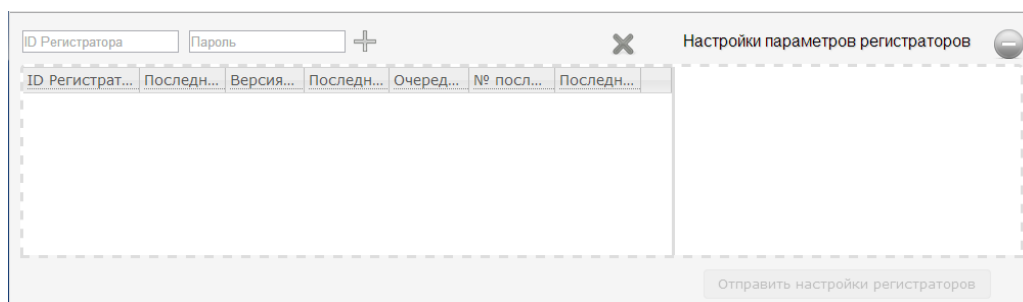 ID Регистратора Пароль Настройки параметров регистраторов
ID Регистрат... Последн... Версия... Последн... Очеред... № посл... Последн...
Отправить настройки регистраторов